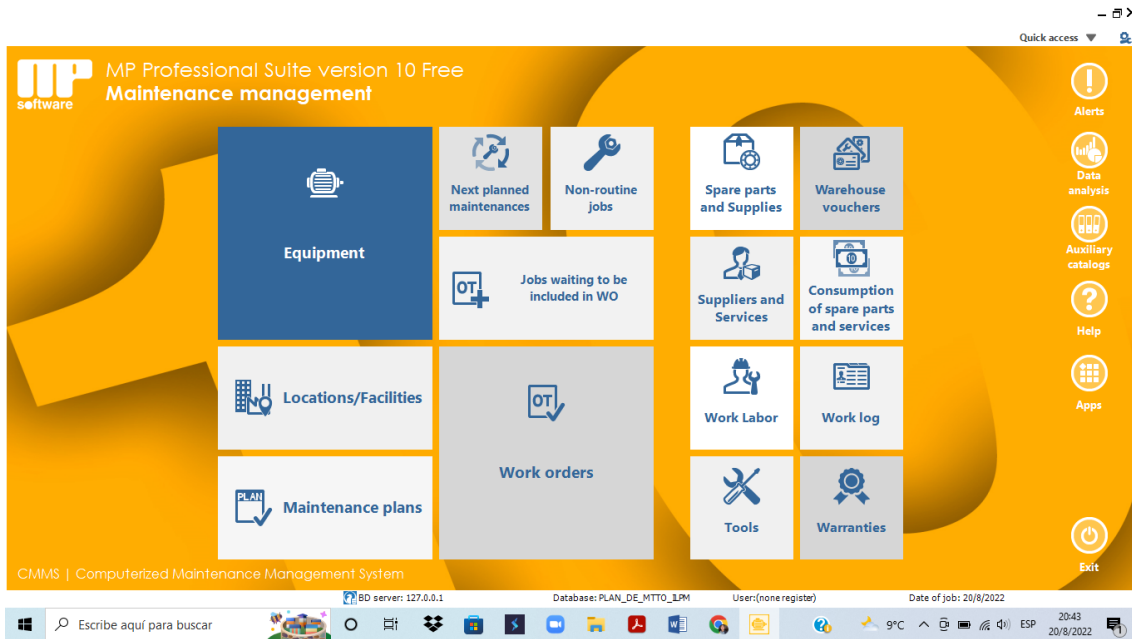 Quick access
MP
software
MP Professional Suite version 10 Free
Maintenance management
Alerts
Data
analysis
Auxiliary
catalogs
Help
Apps
Exit
Equipment
Next planned
maintenances
Non-routine
jobs
OT
Jobs waiting to be
included in WO
Locations/Facilities
PLAN
Maintenance plans
OT
Work orders
Spare parts
and Supplies
Warehouse
vouchers
Suppliers and
Services
10
Consumption
of spare parts
and services
Work Labor
Work log
Tools
Warranties
CMMS | Computerized Maintenance Management System
BD server: 127.0.0.1
Database: PLAN_DE_MTTO_1.PM
User:(none register)
Date of job: 20/8/2022
Escribe aquí para buscar
9°C
ESP
20:43
20/8/2022
1